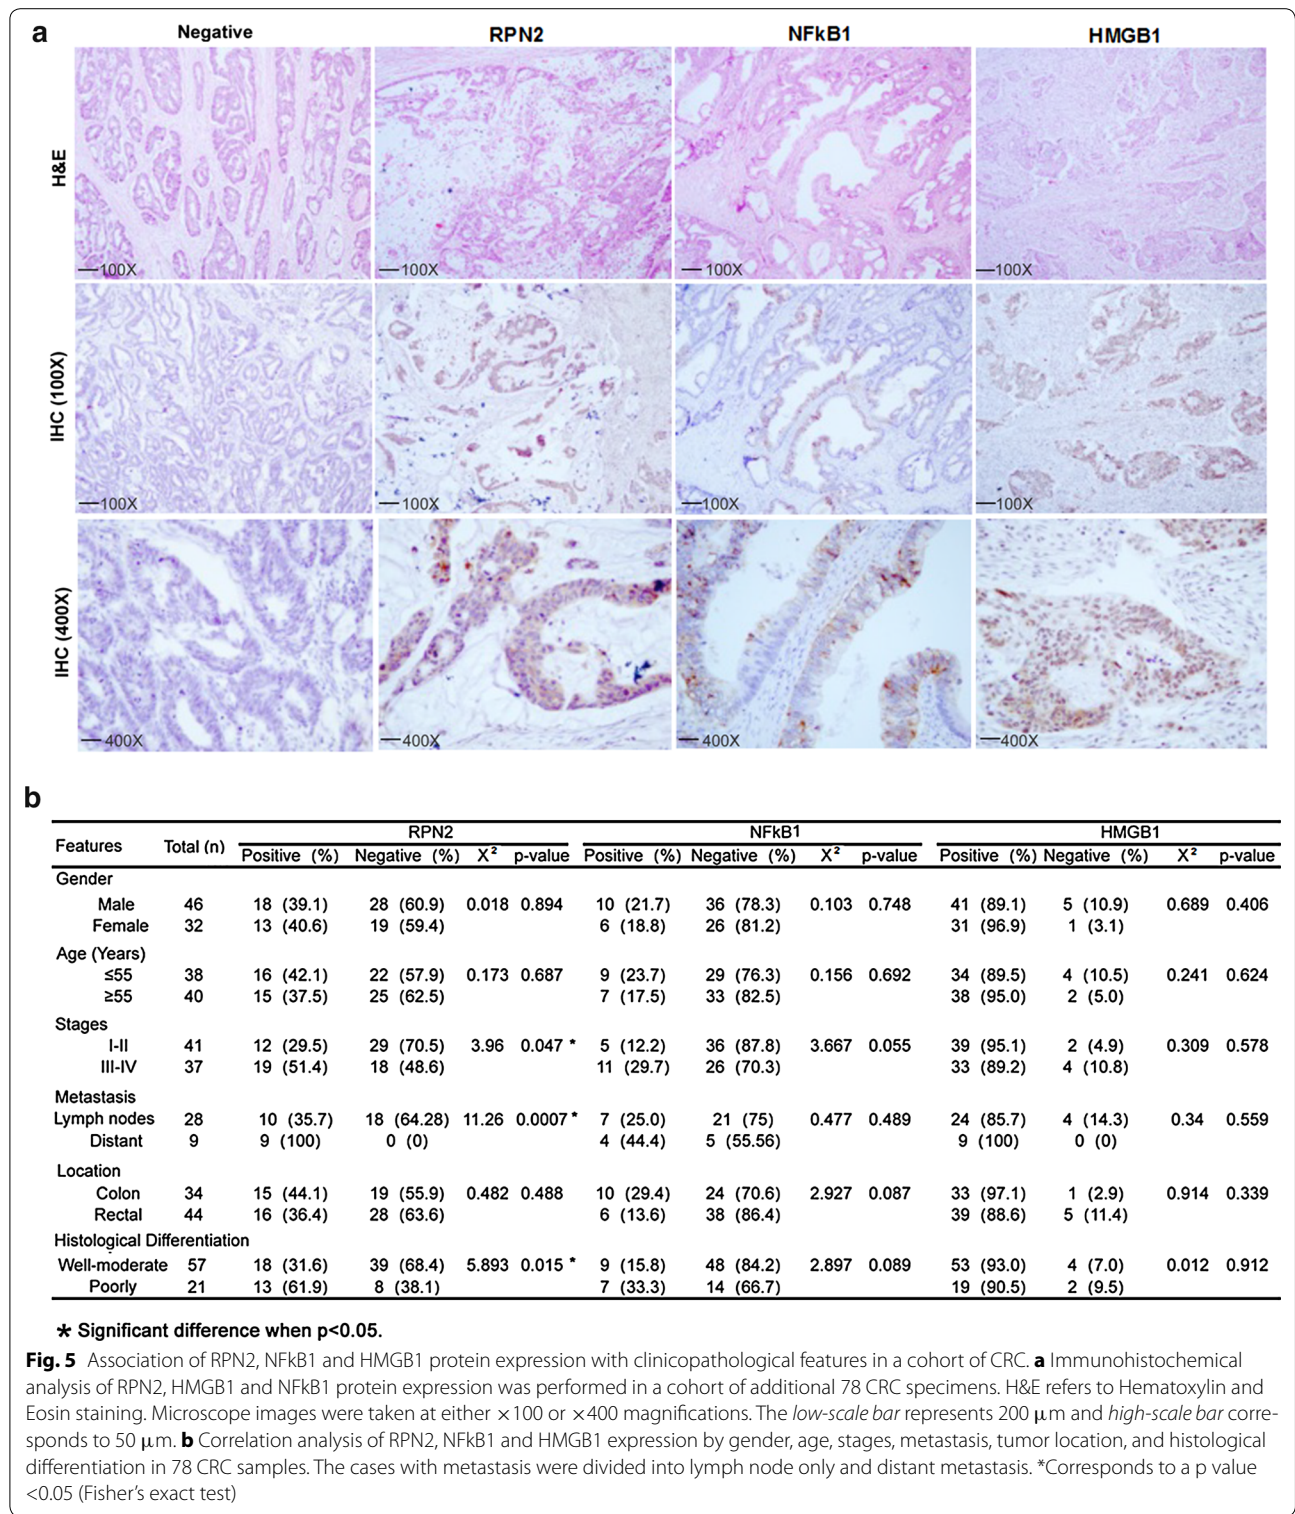 a
Negative RPN2 NFkB1 HMGB1
H&E
100X 100X 100X 100X
IHC (100X)
100X 100X 100X 100X
IHC (400X)
400X 400X 400X 400X
b
RPN2 NFkB1 HMGB1
Features Total (n) Positive (%) Negative (%) X² p-value Positive (%) Negative (%) X² p-value Positive (%) Negative (%) X² p-value
Gender
Male 46 18 (39.1) 28 (60.9) 0.018 0.894 10 (21.7) 36 (78.3) 0.103 0.748 41 (89.1) 5 (10.9) 0.689 0.406
Female 32 13 (40.6) 19 (59.4) 6 (18.8) 26 (81.2) 31 (96.9) 1 (3.1)
Age (Years)
≤55 38 16 (42.1) 22 (57.9) 0.173 0.687 9 (23.7) 29 (76.3) 0.156 0.692 34 (89.5) 4 (10.5) 0.241 0.624
≥55 40 15 (37.5) 25 (62.5) 7 (17.5) 33 (82.5) 38 (95.0) 2 (5.0)
Stages
I-II 41 12 (29.5) 29 (70.5) 3.96 0.047 * 5 (12.2) 36 (87.8) 3.667 0.055 39 (95.1) 2 (4.9) 0.309 0.578
III-IV 37 19 (51.4) 18 (48.6) 11 (29.7) 26 (70.3) 33 (89.2) 4 (10.8)
Metastasis
Lymph nodes 28 10 (35.7) 18 (64.28) 11.26 0.0007 * 7 (25.0) 21 (75) 0.477 0.489 24 (85.7) 4 (14.3) 0.34 0.559
Distant 9 9 (100) 0 (0) 4 (44.4) 5 (55.56) 9 (100) 0 (0)
Location
Colon 34 15 (44.1) 19 (55.9) 0.482 0.488 10 (29.4) 24 (70.6) 2.927 0.087 33 (97.1) 1 (2.9) 0.914 0.339
Rectal 44 16 (36.4) 28 (63.6) 6 (13.6) 38 (86.4) 39 (88.6) 5 (11.4)
Histological Differentiation
Well-moderate 57 18 (31.6) 39 (68.4) 5.893 0.015 * 9 (15.8) 48 (84.2) 2.897 0.089 53 (93.0) 4 (7.0) 0.012 0.912
Poorly 21 13 (61.9) 8 (38.1) 7 (33.3) 14 (66.7) 19 (90.5) 2 (9.5)
* Significant difference when p<0.05.
Fig. 5 Association of RPN2, NFkB1 and HMGB1 protein expression with clinicopathological features in a cohort of CRC. a Immunohistochemical
analysis of RPN2, HMGB1 and NFkB1 protein expression was performed in a cohort of additional 78 CRC specimens. H&E refers to Hematoxylin and
Eosin staining. Microscope images were taken at either ×100 or ×400 magnifications. The low-scale bar represents 200 μm and high-scale bar corre-
sponds to 50 μm. b Correlation analysis of RPN2, NFkB1 and HMGB1 expression by gender, age, stages, metastasis, tumor location, and histological
differentiation in 78 CRC samples. The cases with metastasis were divided into lymph node only and distant metastasis. *Corresponds to a p value
<0.05 (Fisher's exact test)